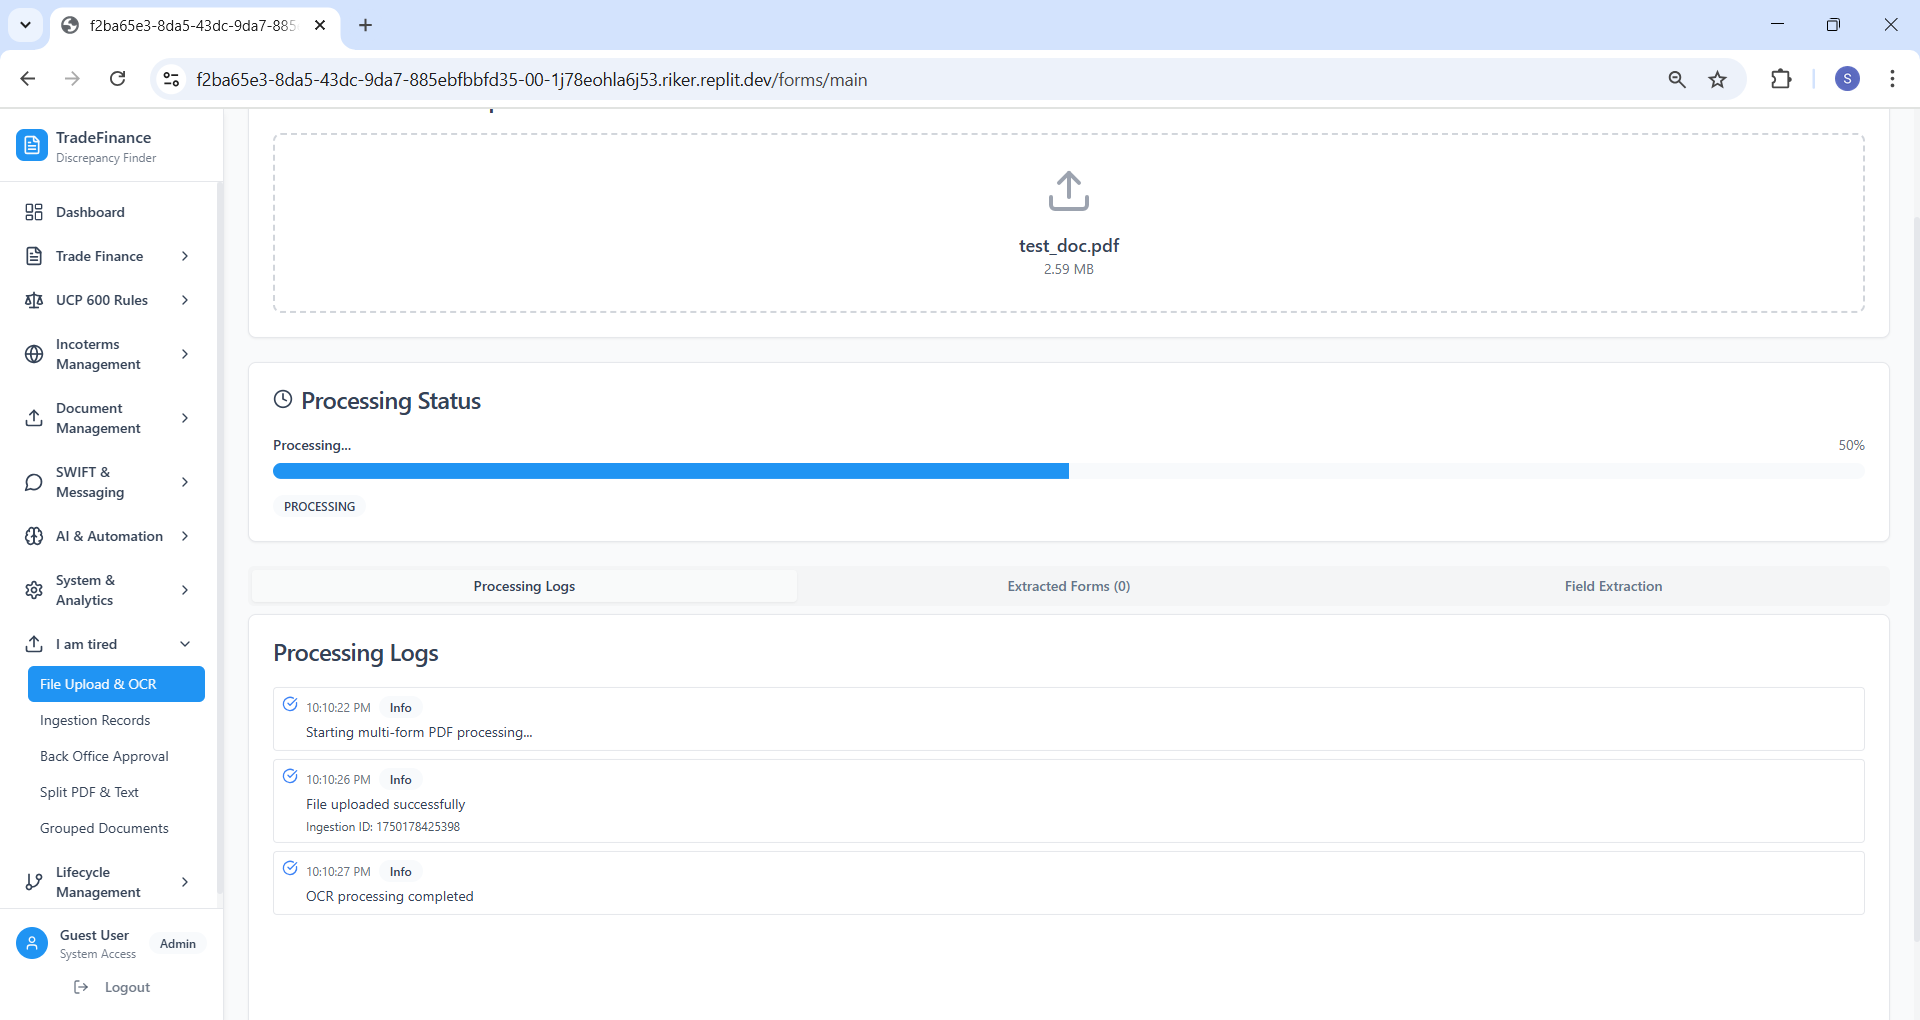 f2ba65e3-8da5-43dc-9da7-885
f2ba65e3-8da5-43dc-9da7-885ebfbbfd35-00-1j78eohla6j53.riker.replit.dev/forms/main
S
TradeFinance
Discrepancy Finder
Dashboard
Trade Finance
UCP 600 Rules
Incoterms
Management
Document
Management
SWIFT &
Messaging
AI & Automation
System &
Analytics
I am tired
File Upload & OCR
Ingestion Records
Back Office Approval
Split PDF & Text
Grouped Documents
Lifecycle
Management
Guest User
System Access
Admin
Logout
test_doc.pdf
2.59 MB
Processing Status
Processing...
50%
PROCESSING
Processing Logs
Extracted Forms (0)
Field Extraction
Processing Logs
10:10:22 PM Info
Starting multi-form PDF processing...
10:10:26 PM Info
File uploaded successfully
Ingestion ID: 1750178425398
10:10:27 PM Info
OCR processing completed